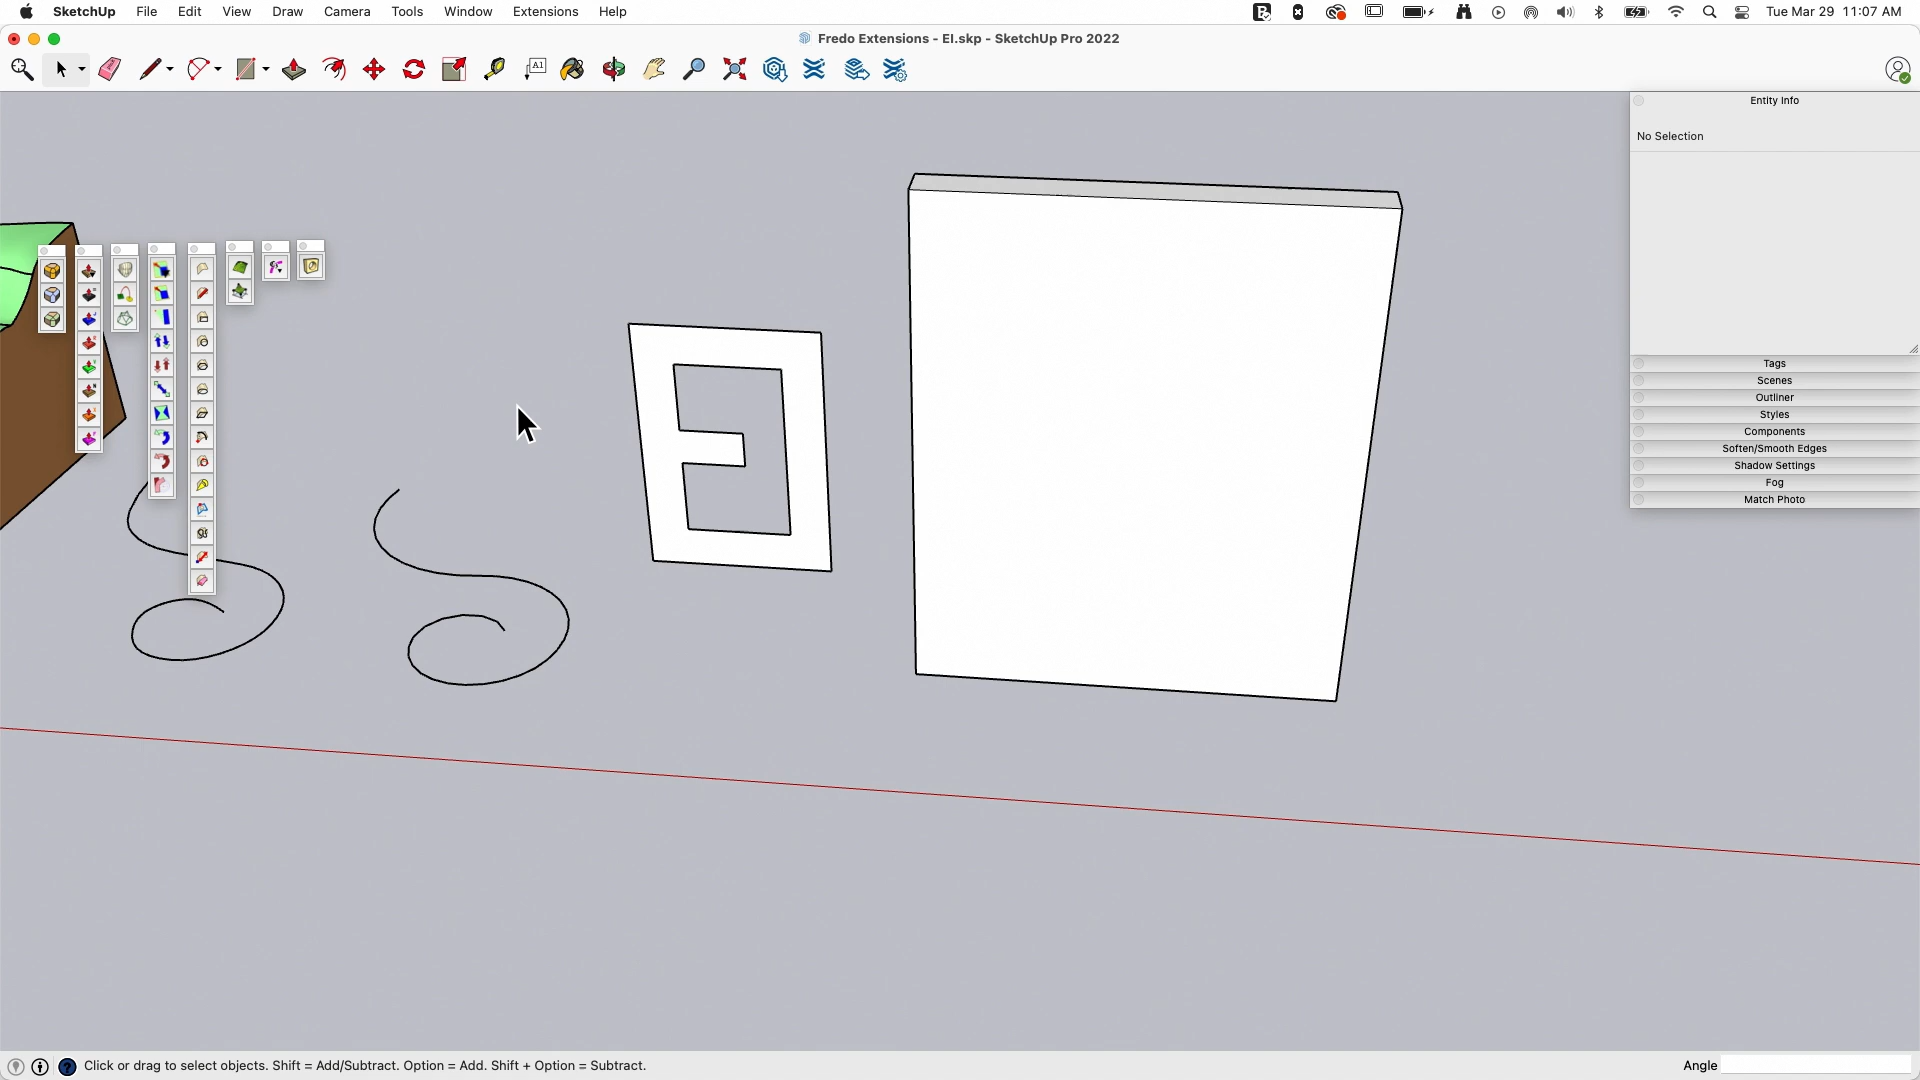 SketchUp File Edit View Draw Camera Tools Window Extensions Help Tue Mar 29 11:07 AM
Fredo Extensions - EI.skp - SketchUp Pro 2022
A1
Entity Info
No Selection
Tags
Scenes
Outliner
Styles
Components
Soften/Smooth Edges
Shadow Settings
Fog
Match Photo
Click or drag to select objects. Shift = Add/Subtract. Option = Add. Shift + Option = Subtract.
Angle